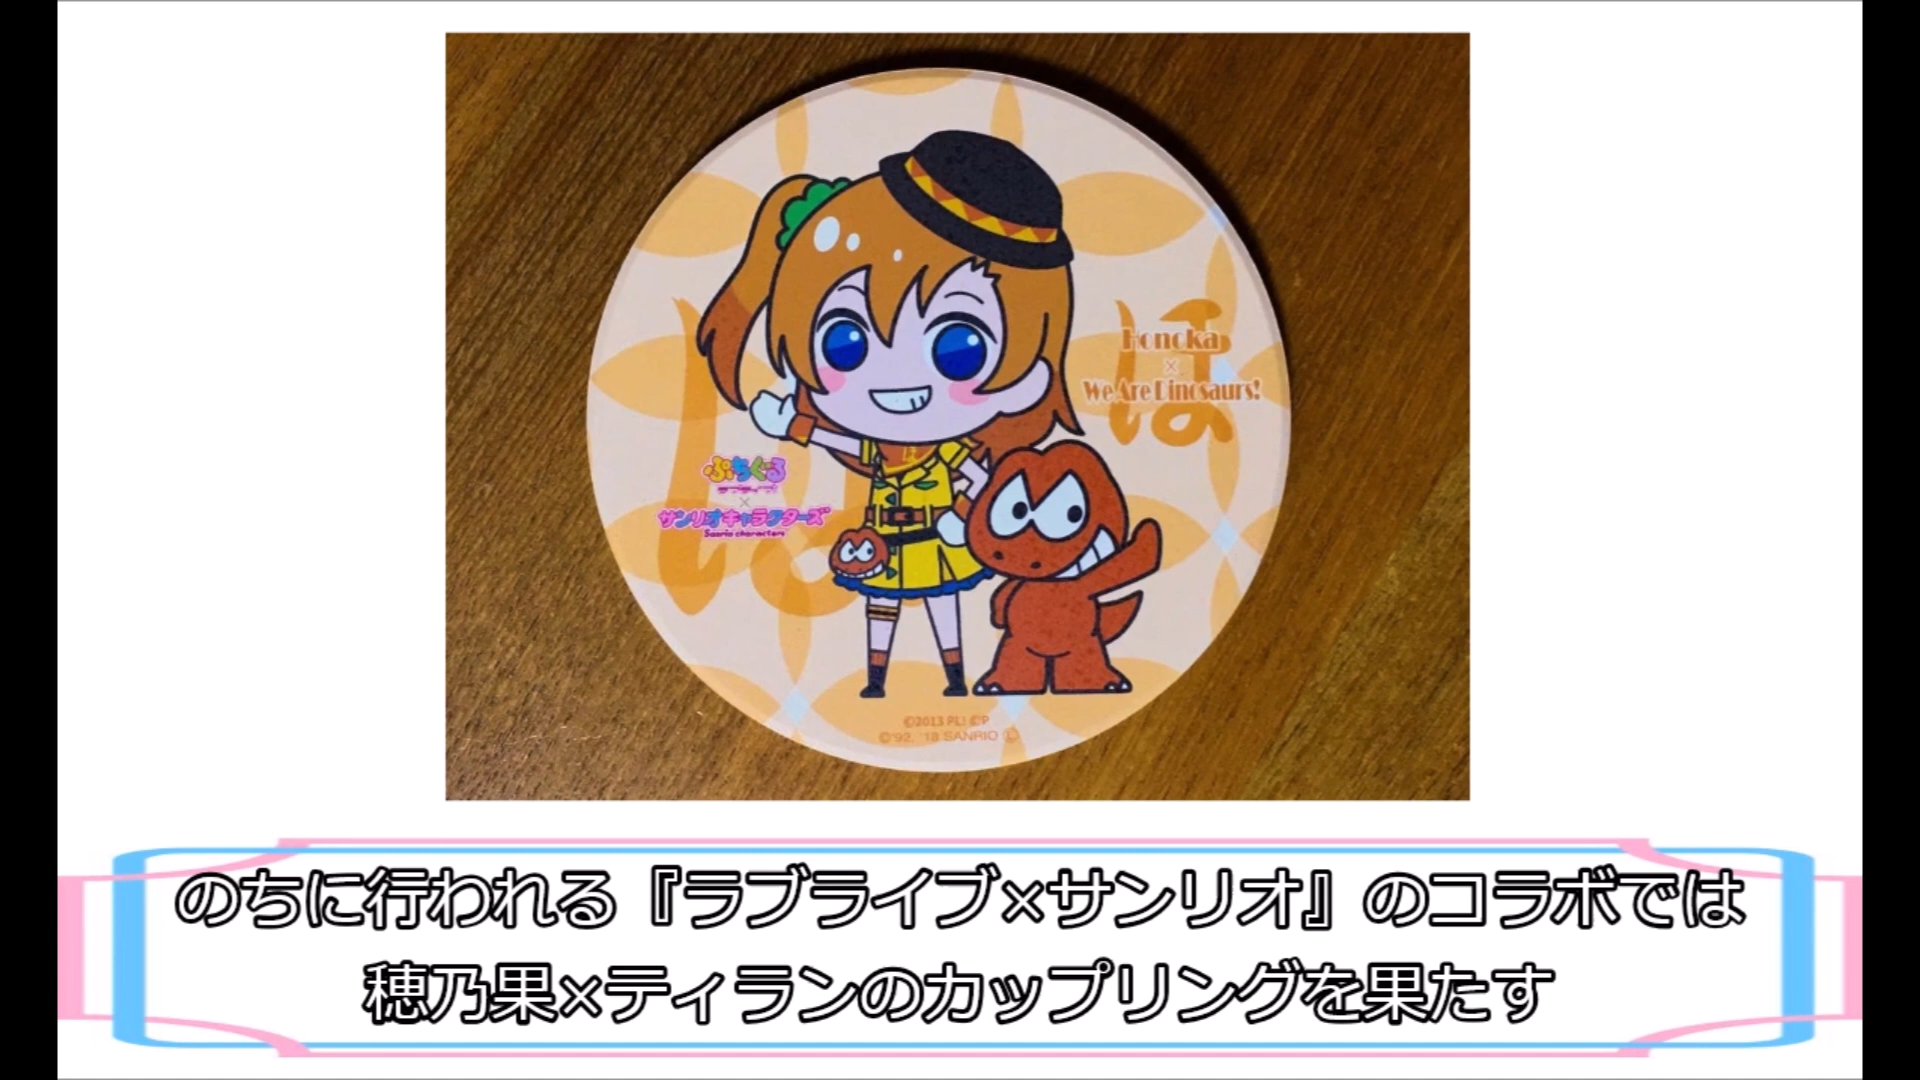 ほ
Honoka
×
We Are Dinosaurs!
ぷちぐる
ラブライブ!
×
サンリオキャラクターズ
Sanrio characters
ほ
©2013 PL! ©P
©'92, '18 SANRIO Ⓛ
のちに行われる『ラブライブ×サンリオ』のコラボでは
穂乃果×ティランのカップリングを果たす